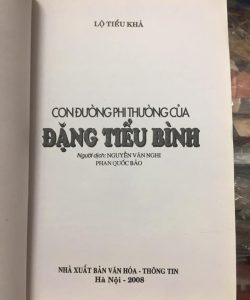 LỘ TIỂU KHẢ
CON ĐƯỜNG PHI THƯỜNG CỦA
ĐẶNG TIỂU BÌNH
Người dịch: NGUYỄN VĂN NGHI
PHAN QUỐC BẢO
NHÀ XUẤT BẢN VĂN HÓA - THÔNG TIN
Hà Nội - 2008